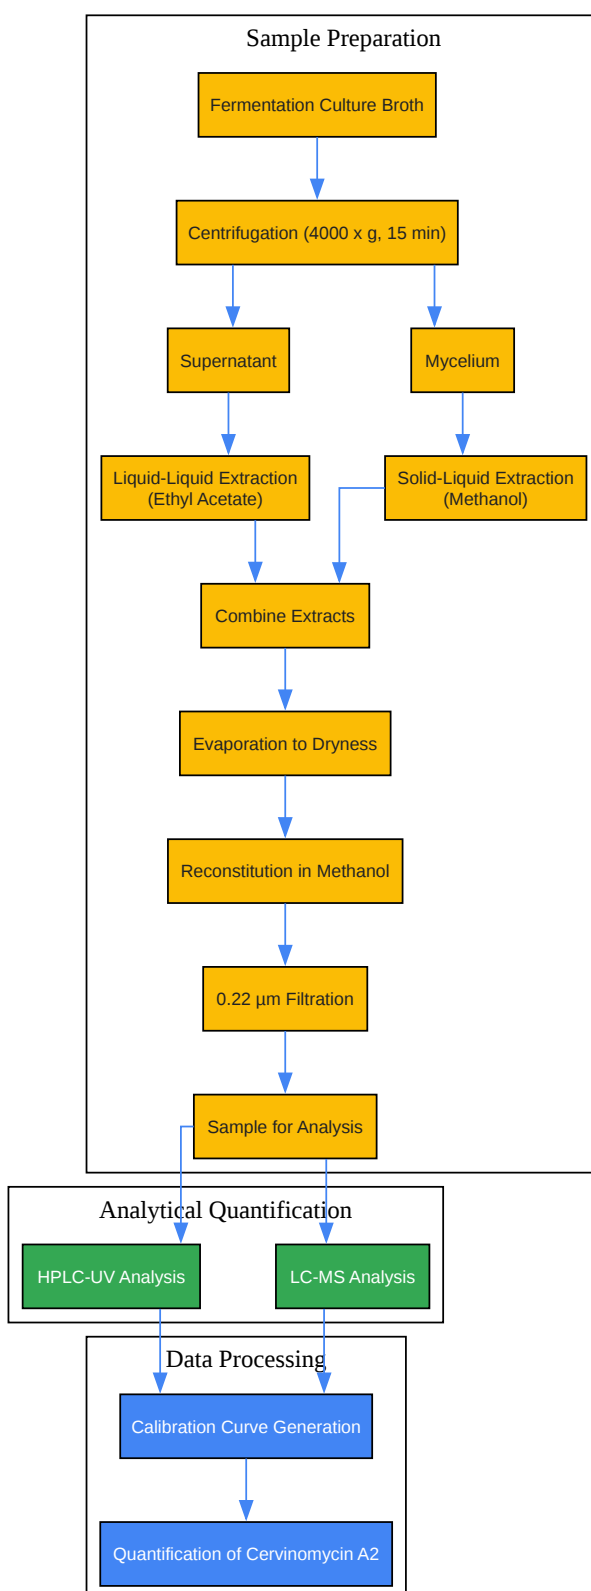 Sample Preparation
Fermentation Culture Broth
Centrifugation (4000 x g, 15 min)
Supernatant
Mycelium
Liquid-Liquid Extraction
(Ethyl Acetate)
Solid-Liquid Extraction
(Methanol)
Combine Extracts
Evaporation to Dryness
Reconstitution in Methanol
0.22 µm Filtration
Sample for Analysis
Analytical Quantification
HPLC-UV Analysis
LC-MS Analysis
Data Processing
Calibration Curve Generation
Quantification of Cervinomycin A2